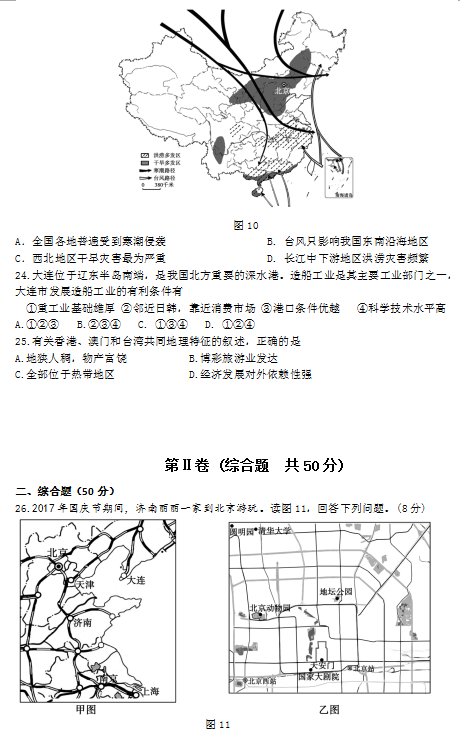 北京
洪涝多发区
干旱多发区
寒潮路径
台风路径
0 380千米
南海诸岛
图10
A. 全国各地普遍受到寒潮侵袭 B. 台风只影响我国东南沿海地区
C. 西北地区干旱灾害最为严重 D. 长江中下游地区洪涝灾害频繁
24.大连位于辽东半岛南端，是我国北方重要的深水港。造船工业是其主要工业部门之一，
大连市发展造船工业的有利条件有
①重工业基础雄厚 ②邻近日韩，靠近消费市场 ③港口条件优越 ④科学技术水平高
A.①②③ B.②③④ C. ①③④ D. ①②④
25.有关香港、澳门和台湾共同地理特征的叙述，正确的是
A.地狭人稠，物产富饶 B.博彩旅游业发达
C.全部位于热带地区 D.经济发展对外依赖性强
第Ⅱ卷（综合题 共50分）
二、综合题（50分）
26.2017年国庆节期间，济南丽丽一家到北京游玩。读图11，回答下列问题。(8分)
北京
天津
大连
济南
南京
上海
圆明园 清华大学
地坛公园
北京动物园
天安门
国家大剧院
北京站
北京西站
甲图 乙图
图11